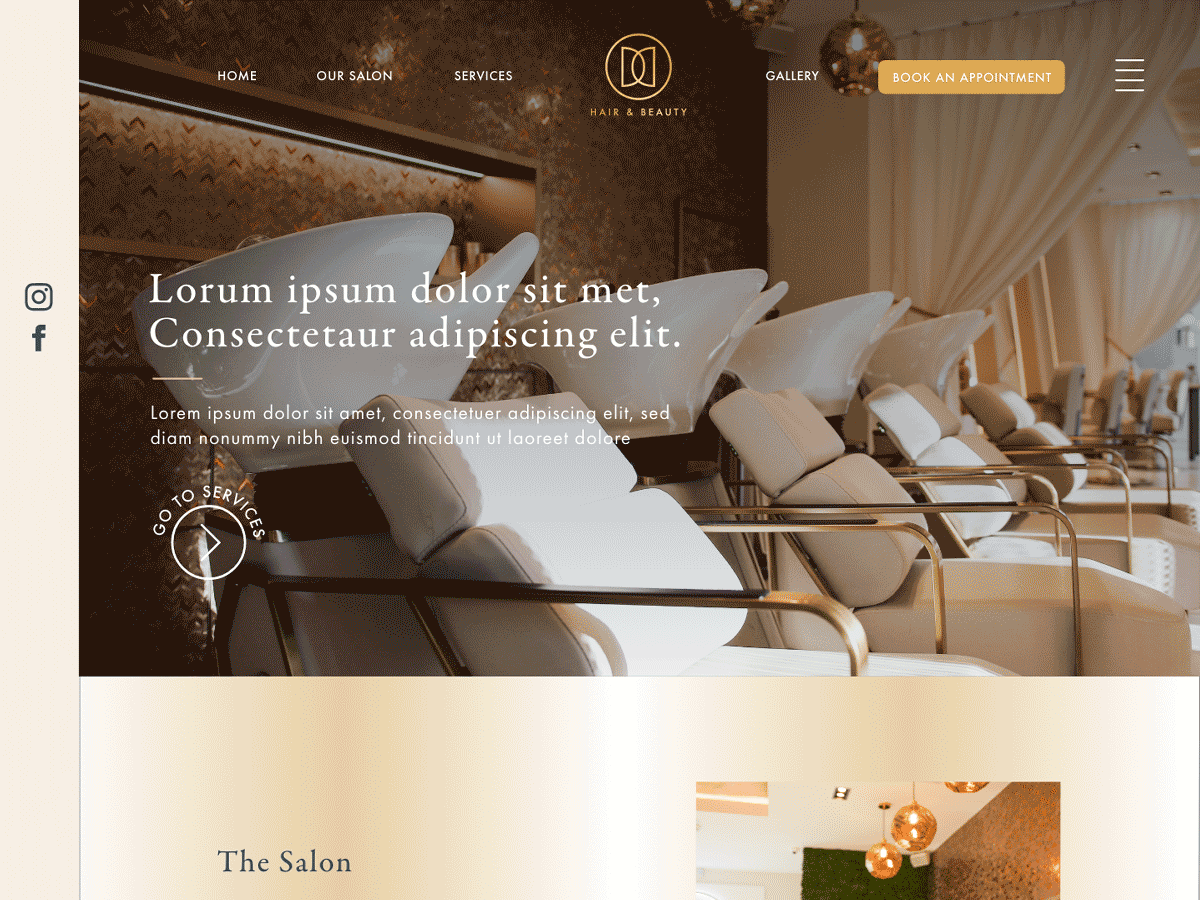 HOME
OUR SALON
SERVICES
HAIR & BEAUTY
GALLERY
BOOK AN APPOINTMENT
Lorum ipsum dolor sit met,
Consectetaur adipiscing elit.
Lorem ipsum dolor sit amet, consectetuer adipiscing elit, sed
diam nonummy nibh euismod tincidunt ut laoreet dolore
GO TO SERVICES
The Salon